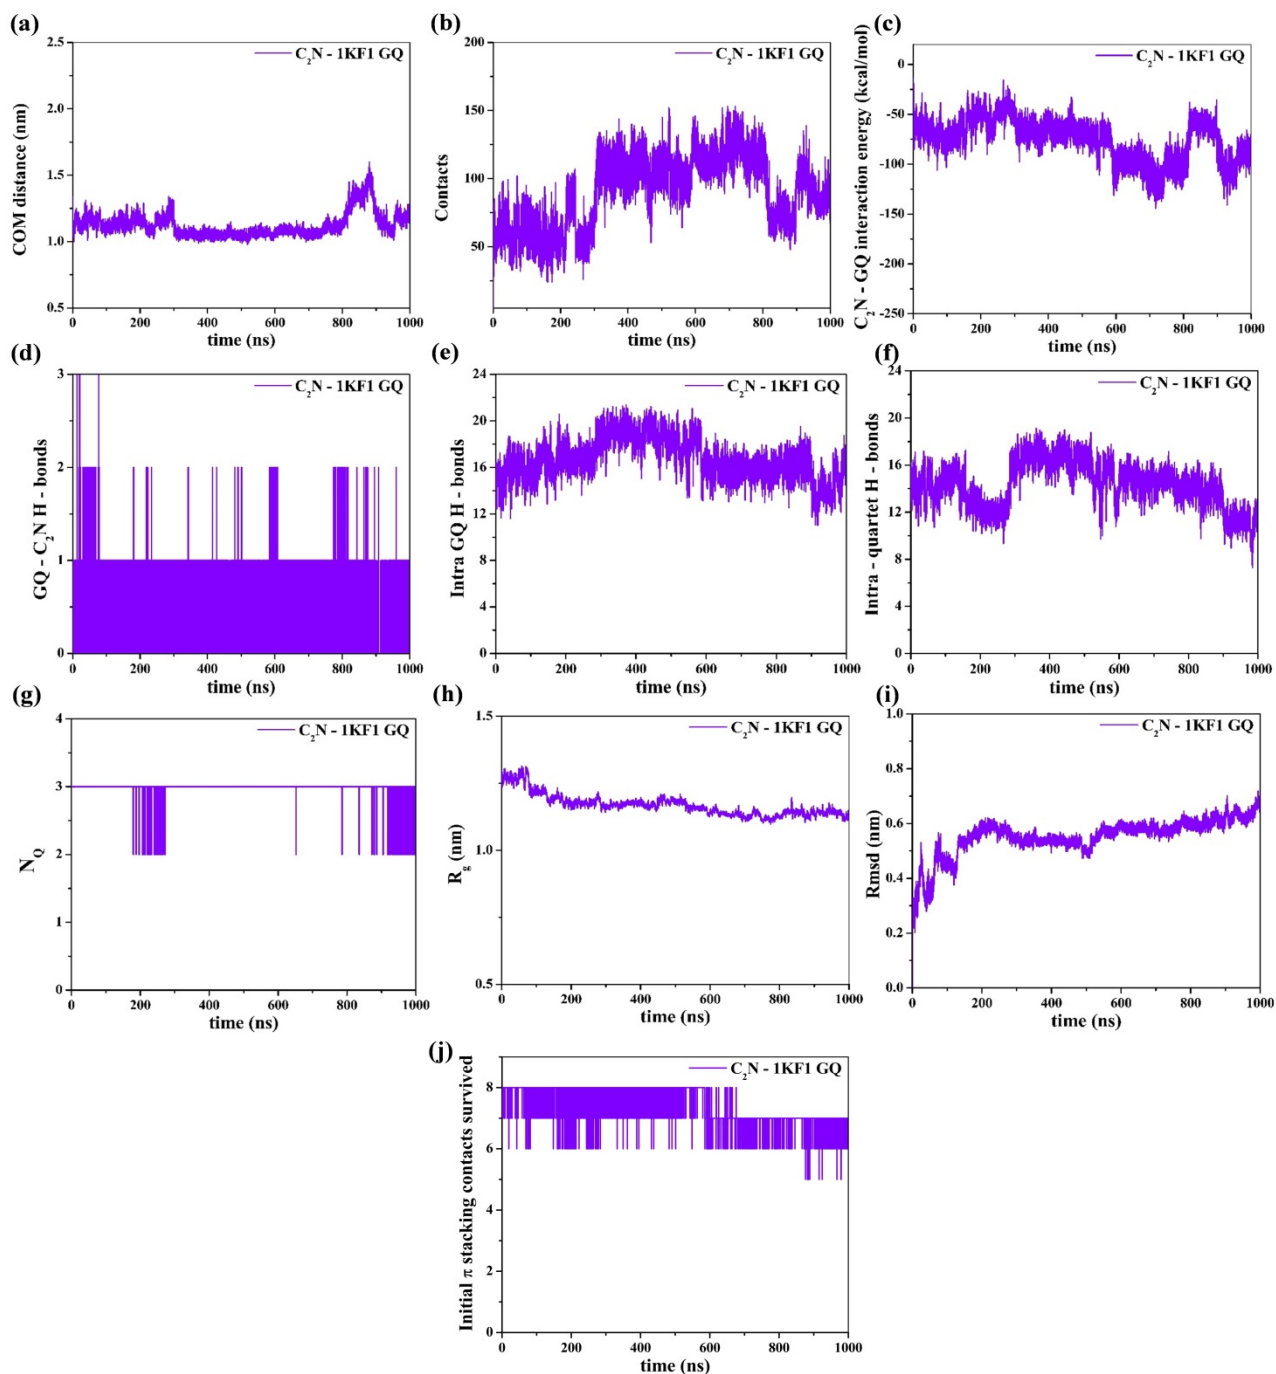 (a)
C₂N - 1KF1 GQ
2.5
2.0
1.5
1.0
0.5
COM distance (nm)
0 200 400 600 800 1000
time (ns)
(b)
C₂N - 1KF1 GQ
200
150
100
50
Contacts
0 200 400 600 800 1000
time (ns)
(c)
C₂N - 1KF1 GQ
0
-50
-100
-150
-200
-250
C₂N - GQ interaction energy (kcal/mol)
0 200 400 600 800 1000
time (ns)
(d)
C₂N - 1KF1 GQ
3
2
1
0
GQ - C₂N H - bonds
0 200 400 600 800 1000
time (ns)
(e)
C₂N - 1KF1 GQ
24
20
16
12
8
4
0
Intra GQ H - bonds
0 200 400 600 800 1000
time (ns)
(f)
C₂N - 1KF1 GQ
24
20
16
12
8
4
0
Intra - quartet H - bonds
0 200 400 600 800 1000
time (ns)
(g)
C₂N - 1KF1 GQ
4
3
2
1
0
N_Q
0 200 400 600 800 1000
time (ns)
(h)
C₂N - 1KF1 GQ
1.5
1.0
0.5
R_g (nm)
0 200 400 600 800 1000
time (ns)
(i)
C₂N - 1KF1 GQ
1.0
0.8
0.6
0.4
0.2
0.0
Rmsd (nm)
0 200 400 600 800 1000
time (ns)
(j)
C₂N - 1KF1 GQ
8
6
4
2
0
Initial π stacking contacts survived
0 200 400 600 800 1000
time (ns)